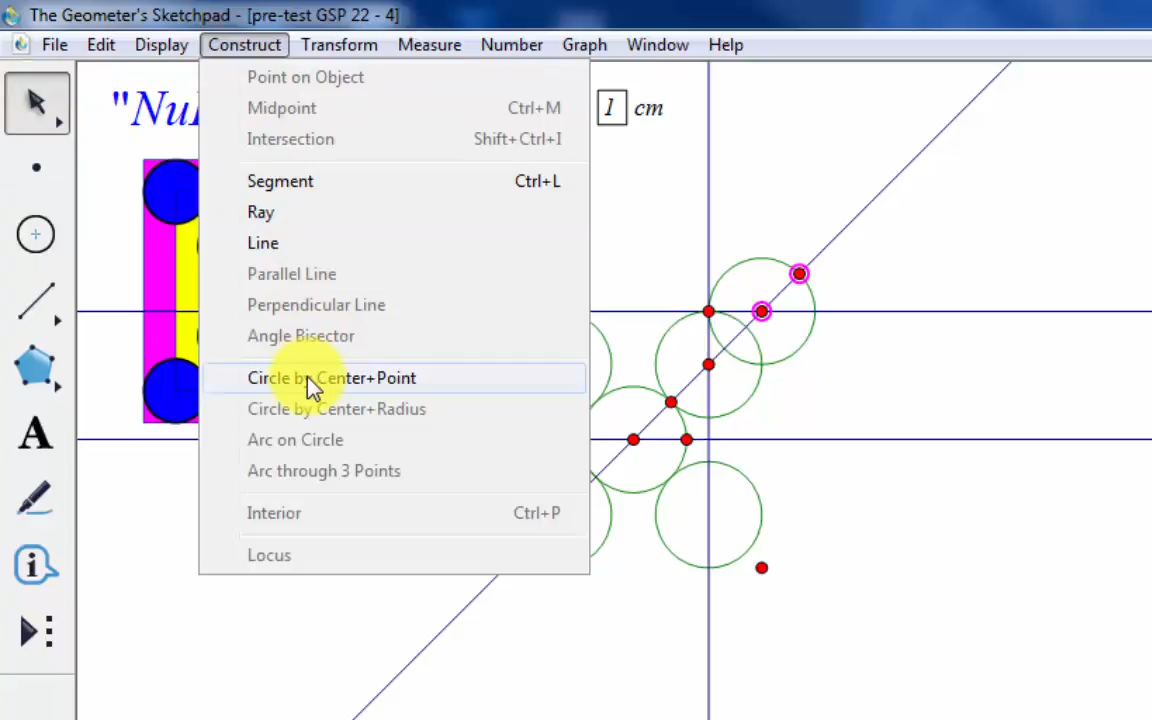 The Geometer's Sketchpad - [pre-test GSP 22 - 4]
File Edit Display Construct Transform Measure Number Graph Window Help
1 cm
Point on Object
Midpoint Ctrl+M
Intersection Shift+Ctrl+I
Segment Ctrl+L
Ray
Line
Parallel Line
Perpendicular Line
Angle Bisector
Circle by Center+Point
Circle by Center+Radius
Arc on Circle
Arc through 3 Points
Interior Ctrl+P
Locus
A
i